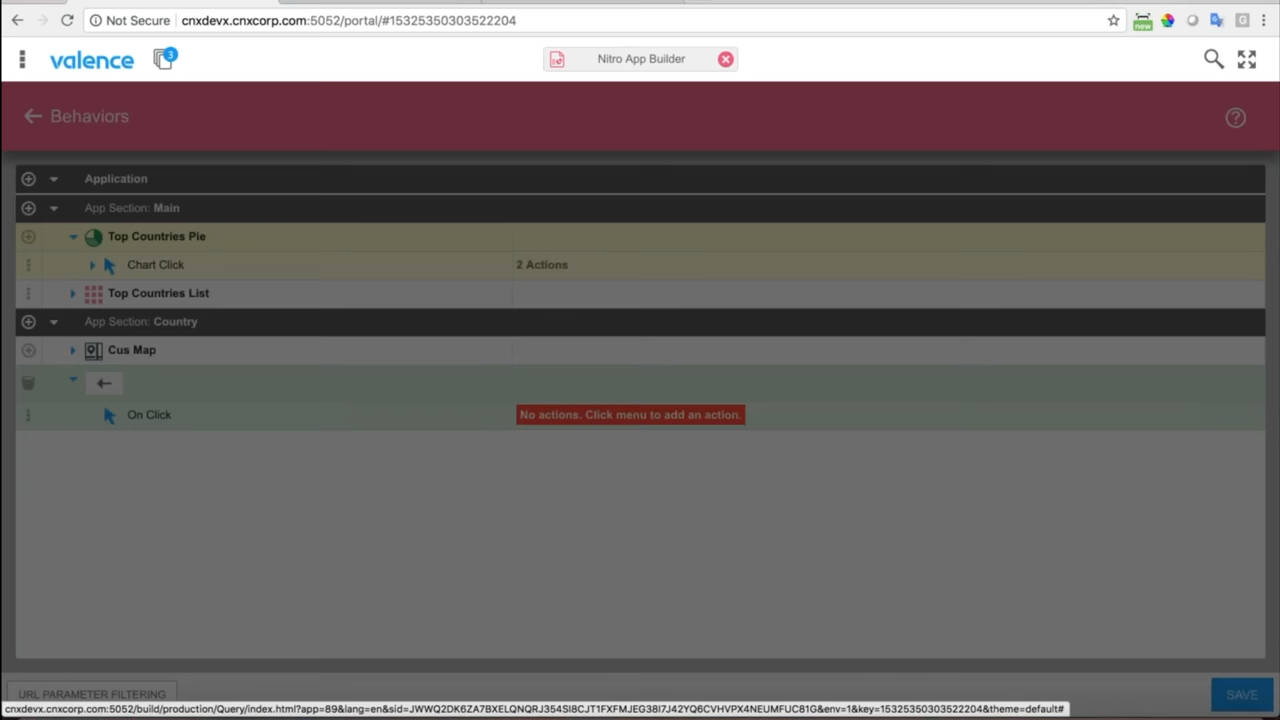 Not Secure cnxdevx.cnxcorp.com:5052/portal/#15325350303522204
new
G
valence
3
Nitro App Builder
Behaviors
Application
App Section: Main
Top Countries Pie
Chart Click 2 Actions
Top Countries List
App Section: Country
Cus Map
On Click No actions. Click menu to add an action.
URL PARAMETER FILTERING SAVE
cnxdevx.cnxcorp.com:5052/build/production/Query/index.html?app=89&lang=en&sid=JWWQ2DK6ZA7BXELQNQRJ354SI8CJT1FXFMJEG38I7J42YQ6CVHVPX4NEUMFUC81G&env=1&key=15325350303522204&theme=default#